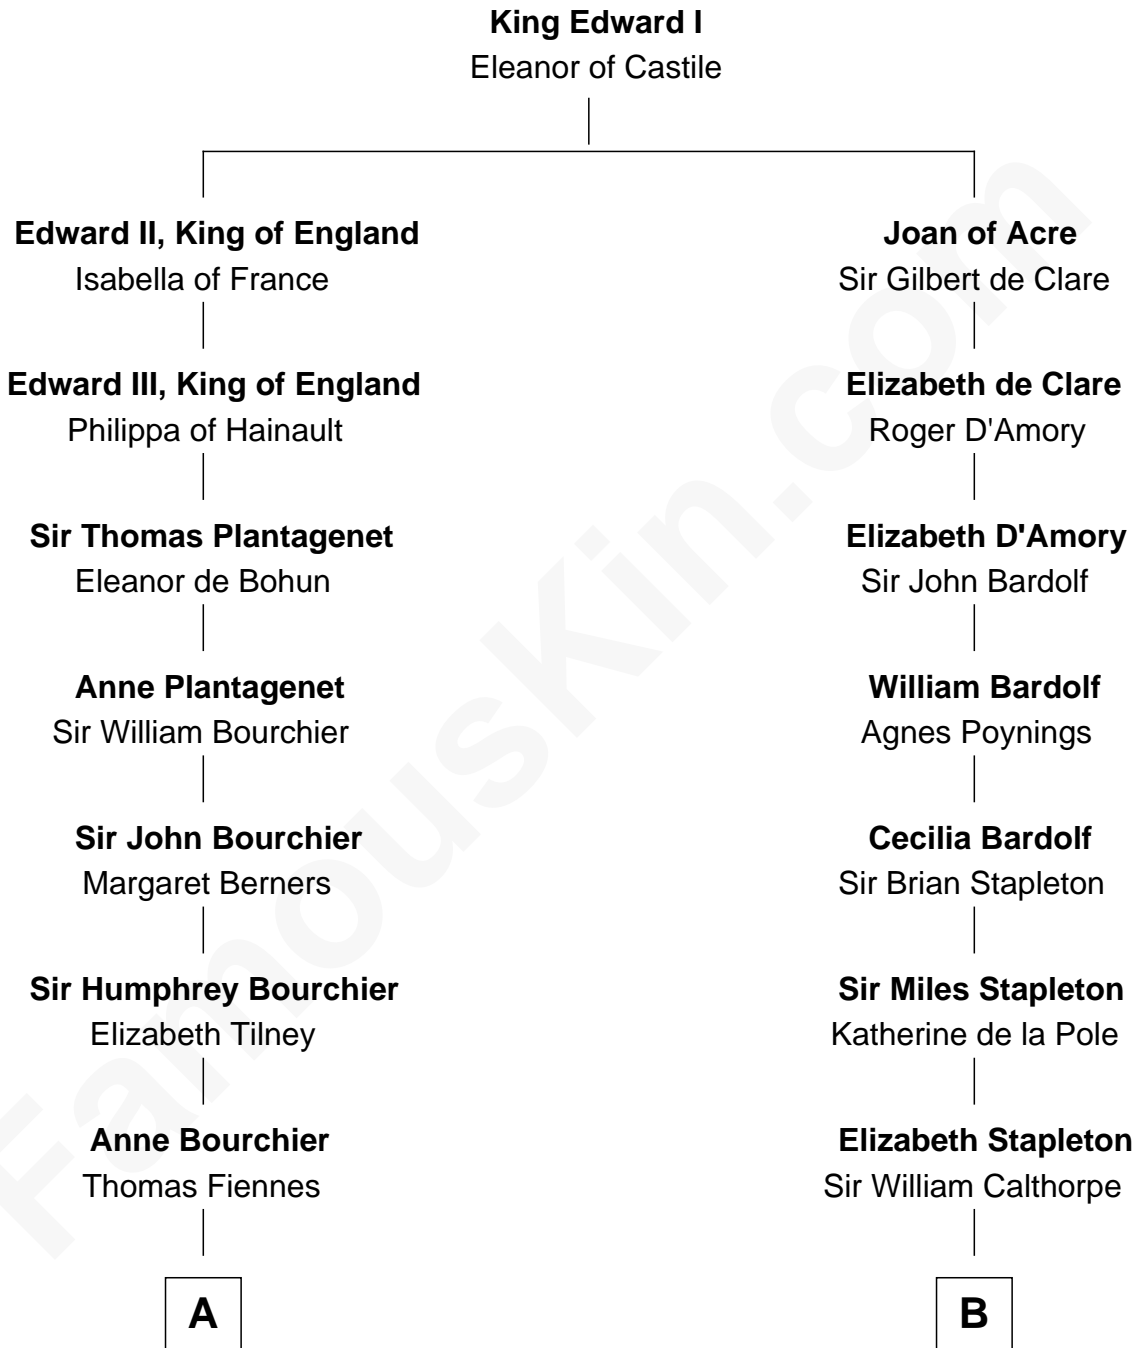 King Edward I
Eleanor of Castile
Edward II, King of England
Isabella of France
Joan of Acre
Sir Gilbert de Clare
Edward III, King of England
Philippa of Hainault
Elizabeth de Clare
Roger D'Amory
Sir Thomas Plantagenet
Eleanor de Bohun
Elizabeth D'Amory
Sir John Bardolf
Anne Plantagenet
Sir William Bourchier
William Bardolf
Agnes Poynings
Sir John Bourchier
Margaret Berners
Cecilia Bardolf
Sir Brian Stapleton
Sir Humphrey Bourchier
Elizabeth Tilney
Sir Miles Stapleton
Katherine de la Pole
Anne Bourchier
Thomas Fiennes
Elizabeth Stapleton
Sir William Calthorpe
A
B
FamousKin.com